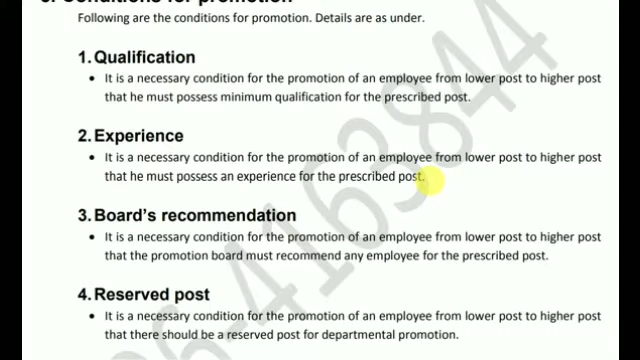 Following are the conditions for promotion. Details are as under.
1. Qualification
• It is a necessary condition for the promotion of an employee from lower post to higher post
that he must possess minimum qualification for the prescribed post.
2. Experience
• It is a necessary condition for the promotion of an employee from lower post to higher post
that he must possess an experience for the prescribed post.
3. Board's recommendation
• It is a necessary condition for the promotion of an employee from lower post to higher post
that the promotion board must recommend any employee for the prescribed post.
4. Reserved post
• It is a necessary condition for the promotion of an employee from lower post to higher post
that there should be a reserved post for departmental promotion.